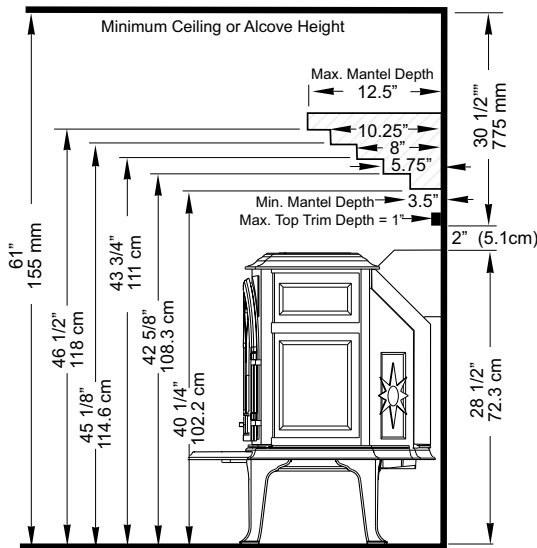 Minimum Ceiling or Alcove Height
Max. Mantel Depth
12.5”
30 1/2””
775 mm
10.25”
8”
5.75”
Min. Mantel Depth
3.5”
Max. Top Trim Depth = 1”
2” (5.1cm)
61”
155 mm
46 1/2”
118 cm
45 1/8”
114.6 cm
43 3/4”
111 cm
42 5/8”
108.3 cm
40 1/4”
102.2 cm
28 1/2”
72.3 cm